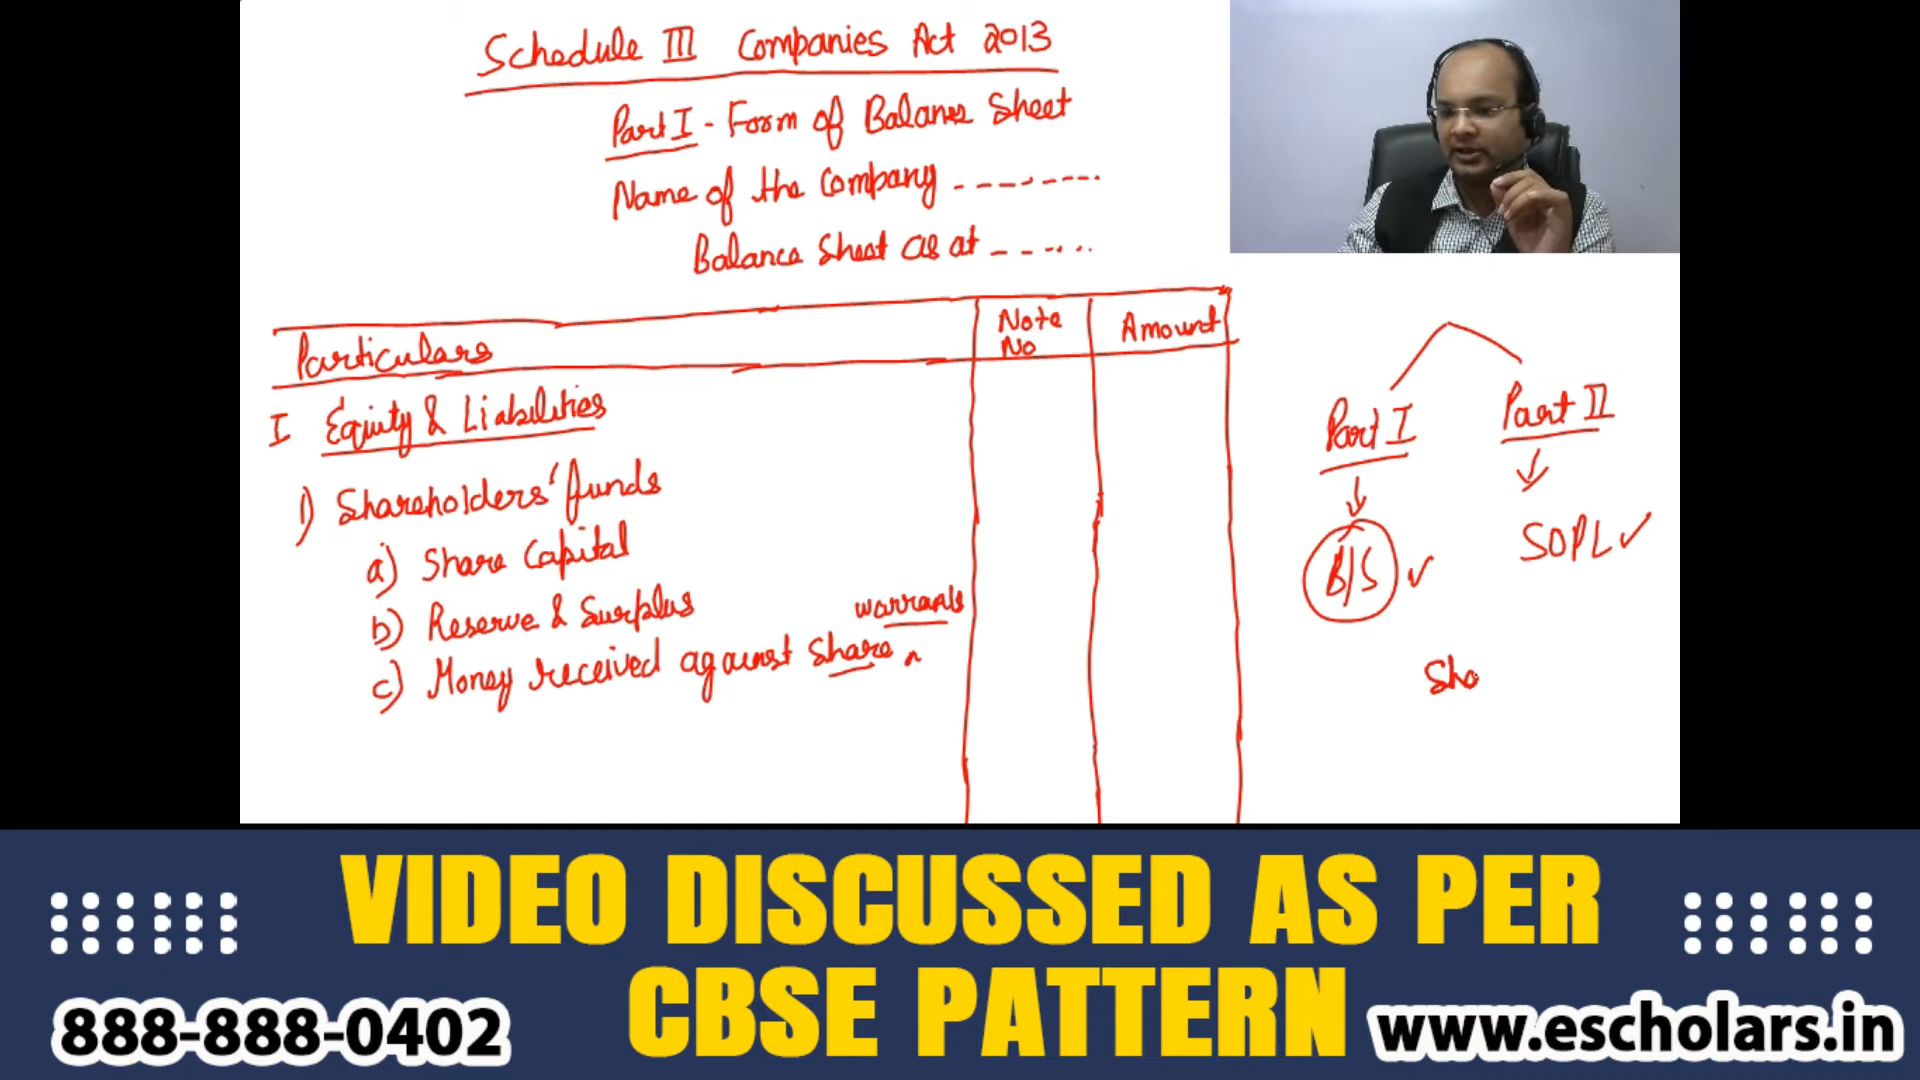 Schedule III Companies Act 2013
Part I - Form of Balance Sheet
Name of the Company ---------
Balance Sheet as at ------
Particulars Note No Amount
I Equity & Liabilities
1) Shareholders' funds
a) Share Capital
b) Reserve & Surplus
c) Money received against Share warrants
Part I Part II
B/S ✓ SOPL ✓
Sha
VIDEO DISCUSSED AS PER
CBSE PATTERN
888-888-0402
www.escholars.in